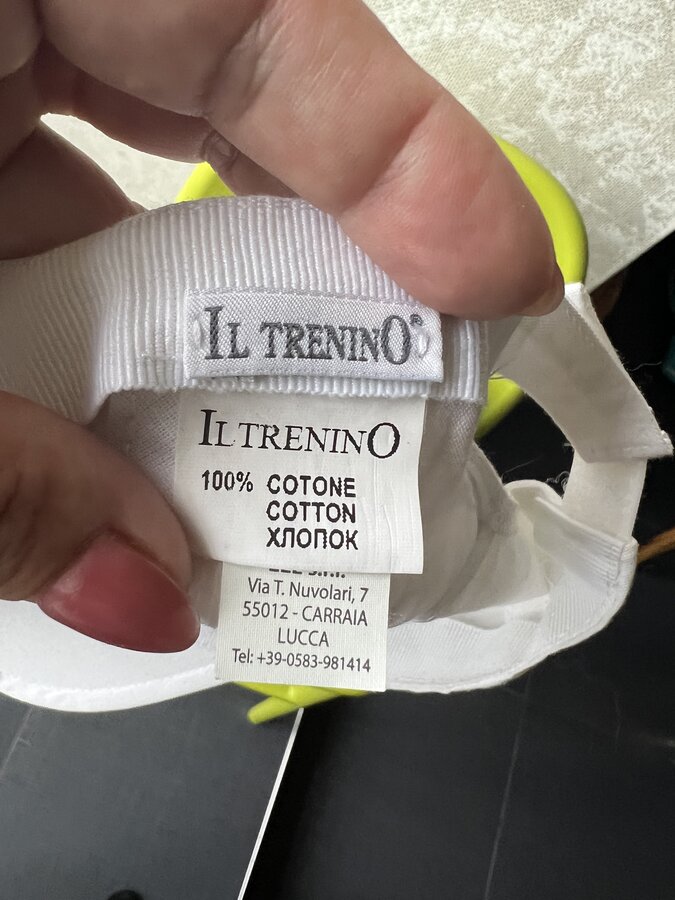 IL TRENINO®
IL TRENINO
100% COTONE
COTTON
ХЛОПОК
Via T. Nuvolari, 7
55012 - CARRAIA
LUCCA
Tel: +39-0583-981414